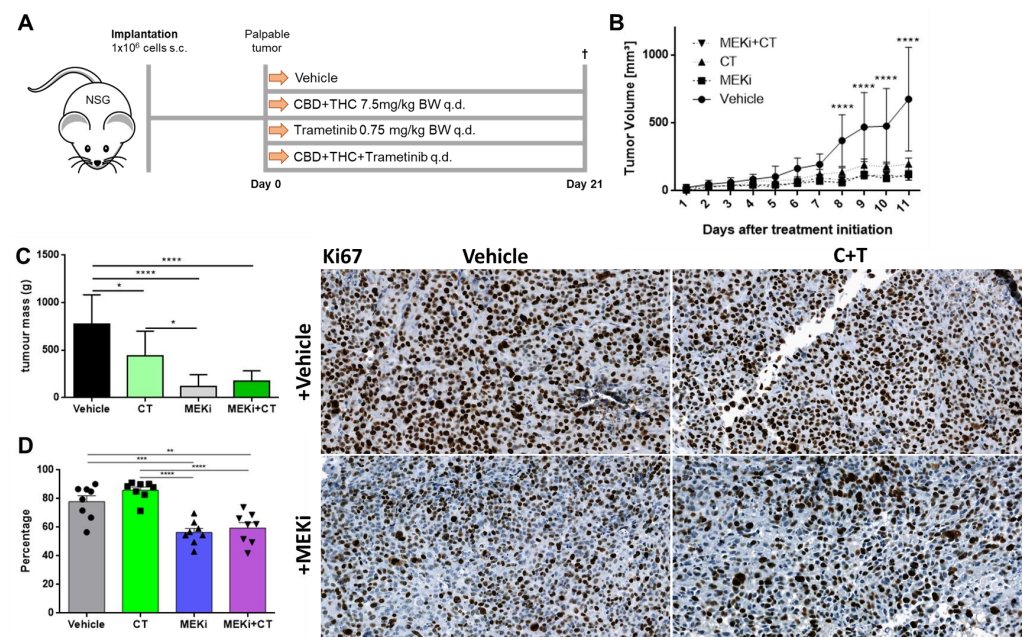 A
Implantation
1x10⁶ cells s.c.
Palpable
tumor
†
NSG
Vehicle
CBD+THC 7.5mg/kg BW q.d.
Trametinib 0.75 mg/kg BW q.d.
CBD+THC+Trametinib q.d.
Day 0
Day 21
B
Tumor Volume [mm³]
1000
500
0
MEKi+CT
CT
MEKi
Vehicle
****
****
****
****
1 2 3 4 5 6 7 8 9 10 11
Days after treatment initiation
C
tumour mass (g)
1500
1000
500
0
****
****
*
*
Vehicle CT MEKi MEKi+CT
D
Percentage
100
80
60
40
20
0
**
***
****
****
Vehicle CT MEKi MEKi+CT
Ki67 Vehicle C+T
+Vehicle
+MEKi